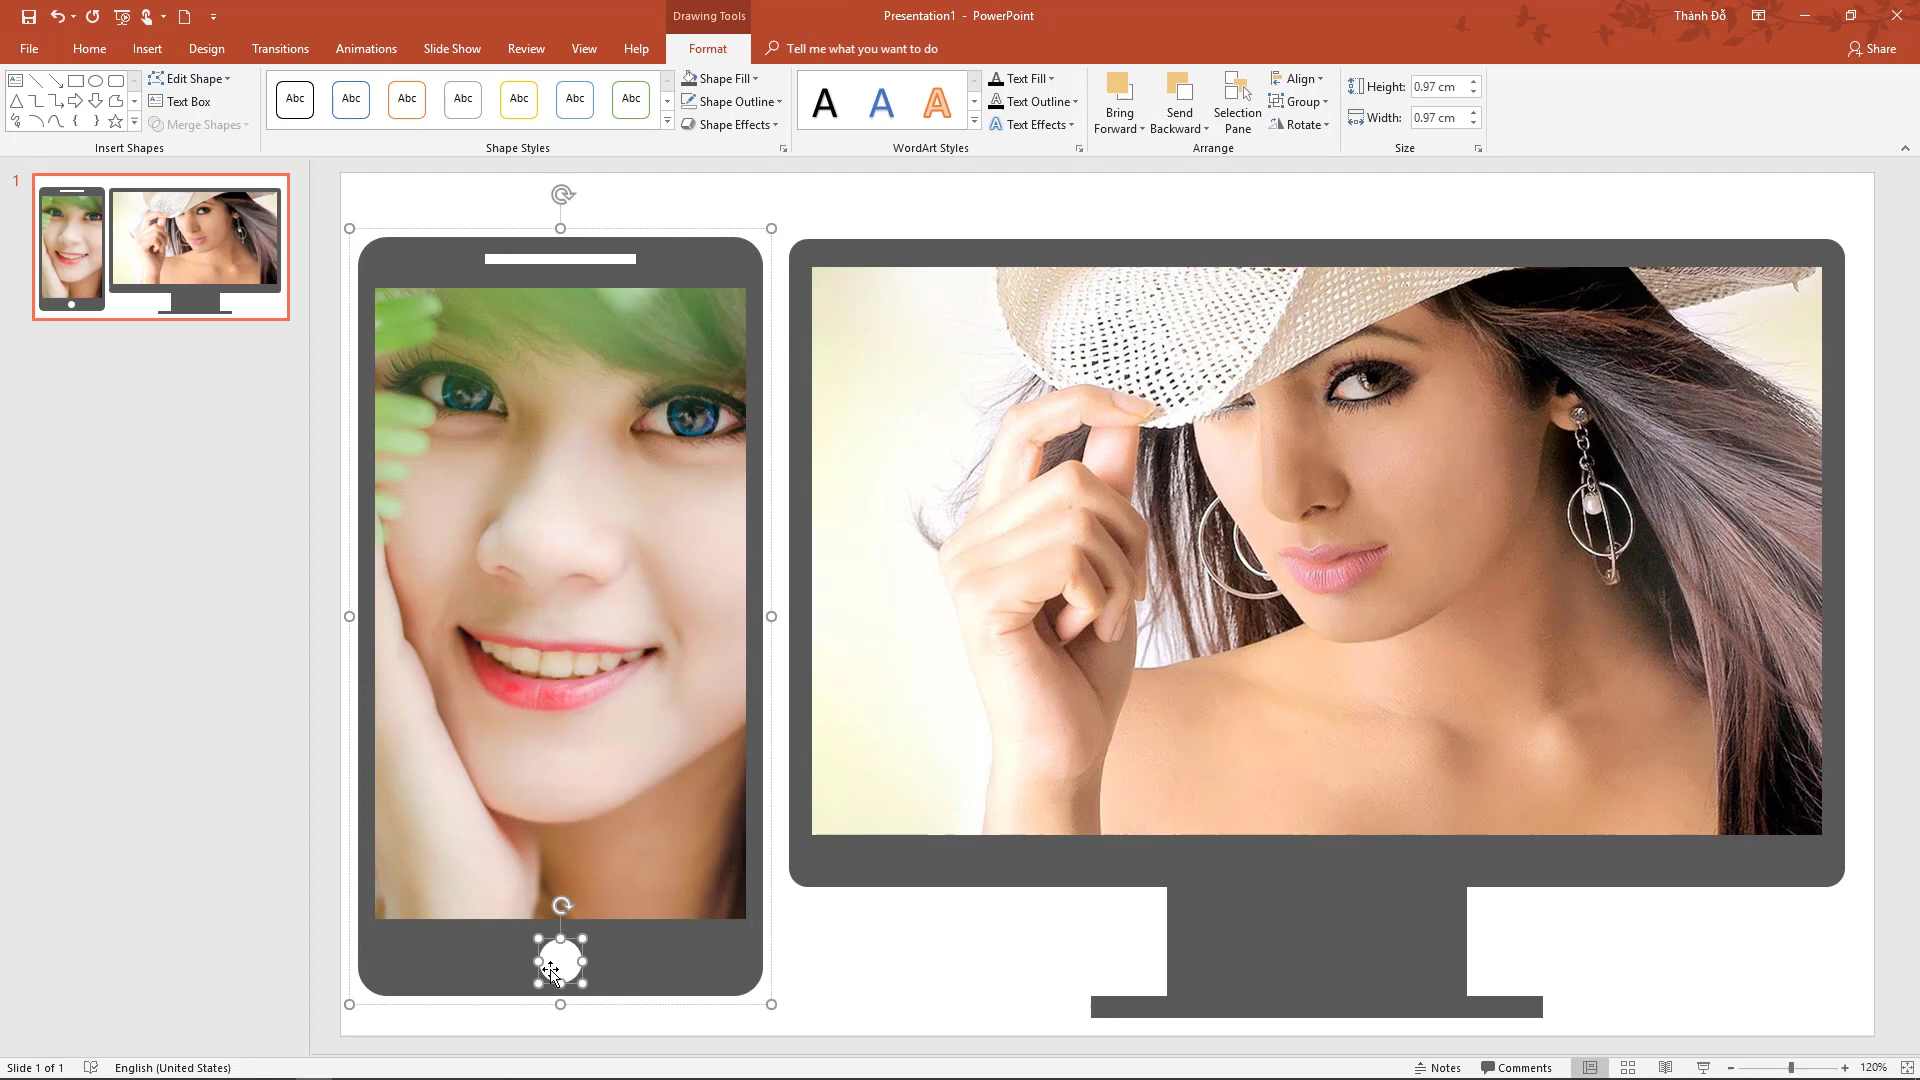 Drawing Tools
Presentation1 - PowerPoint
Thành Đỗ
File Home Insert Design Transitions Animations Slide Show Review View Help Format Tell me what you want to do Share
Edit Shape
Text Box
Merge Shapes
Insert Shapes
Abc Abc Abc Abc Abc Abc Abc
Shape Fill
Shape Outline
Shape Effects
Shape Styles
A A A
Text Fill
Text Outline
Text Effects
WordArt Styles
Bring Forward
Send Backward
Selection Pane
Align
Group
Rotate
Arrange
Height: 0.97 cm
Width: 0.97 cm
Size
1
Slide 1 of 1 English (United States) Notes Comments 120%